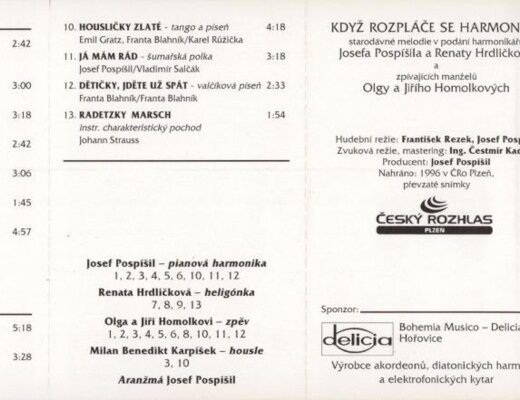 2:42
3:00
3:18
2:42
3:06
1:45
4:57
5:18
3:28
10. HOUSLIČKY ZLATÉ - tango a píseň 4:18
Emil Gratz, Franta Blahník/Karel Růžička
11. JÁ MÁM RÁD - šumařská polka 3:18
Josef Pospíšil/Vladimír Salčák
12. DĚTIČKY, JDĚTE UŽ SPÁT - valčíková píseň 2:33
Franta Blahník/Franta Blahník
13. RADETZKY MARSCH 1:54
instr. charakteristický pochod
Johann Strauss
Josef Pospíšil – pianová harmonika
1, 2, 3, 4, 5, 6, 10, 11, 12
Renata Hrdličková – heligónka
7, 8, 9, 13
Olga a Jiří Homolkovi – zpěv
1, 2, 4, 5, 6, 8, 10, 11, 12
Milan Benedikt Karpíšek – housle
3, 10
Aranžmá Josef Pospíšil
KDYŽ ROZPLÁČE SE HARMON
starodávné melodie v podání harmonikář
Josefa Pospíšila a Renaty Hrdličko
a
zpívajících manželů
Olgy a Jiřího Homolkových
Hudební režie: František Rezek, Josef Posp
Zvuková režie, mastering: Ing. Čestmír Kad
Producent: Josef Pospíšil
Nahráno: 1996 v ČRo Plzeň,
převzaté snímky
ČESKÝ ROZHLAS
PLZEŇ
Sponzor:
delicia
Bohemia Musico – Delicia
Hořovice
Výrobce akordeonů, diatonických harm
a elektrofonických kytar